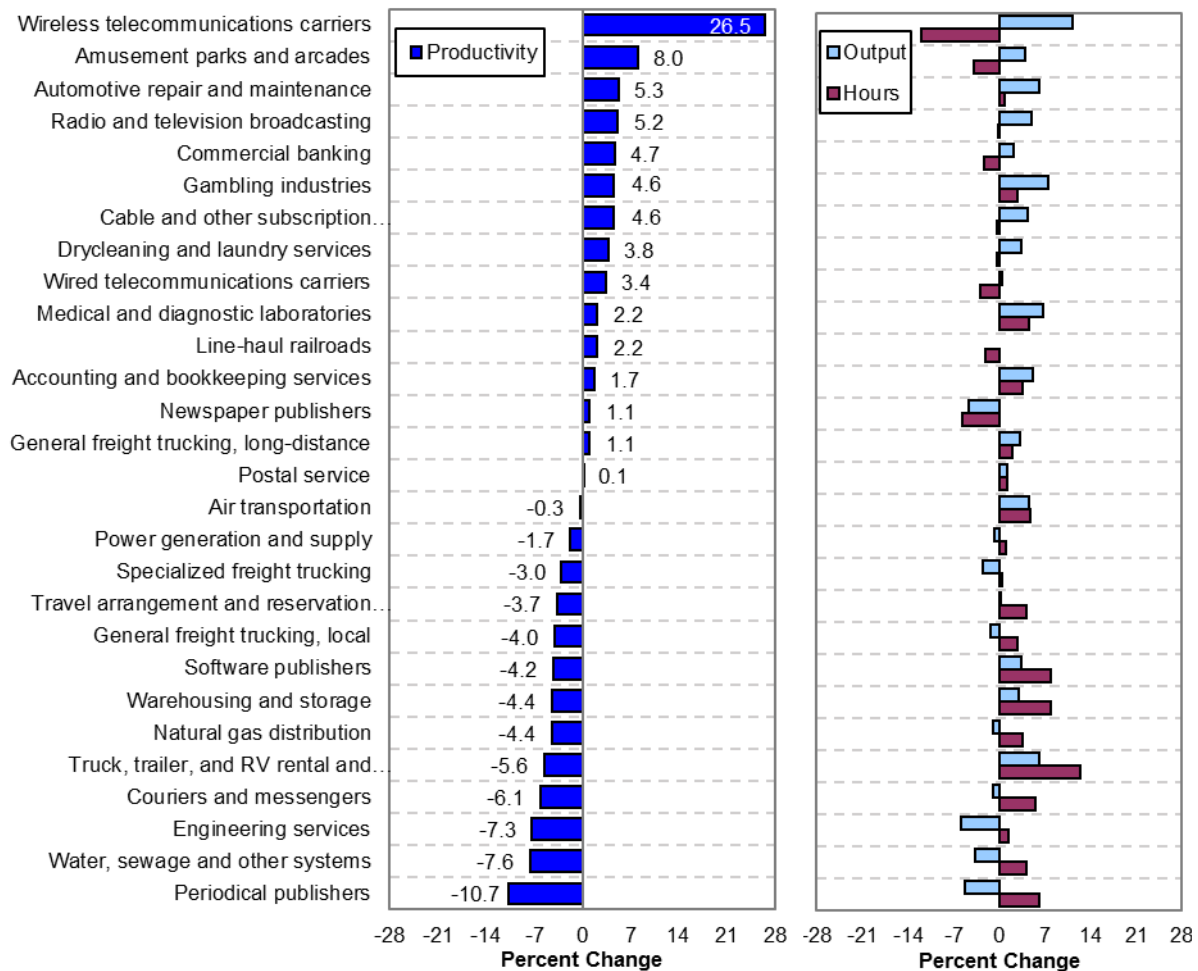 Wireless telecommunications carriers 26.5
Productivity
Output
Hours
Amusement parks and arcades 8.0
Automotive repair and maintenance 5.3
Radio and television broadcasting 5.2
Commercial banking 4.7
Gambling industries 4.6
Cable and other subscription... 4.6
Drycleaning and laundry services 3.8
Wired telecommunications carriers 3.4
Medical and diagnostic laboratories 2.2
Line-haul railroads 2.2
Accounting and bookkeeping services 1.7
Newspaper publishers 1.1
General freight trucking, long-distance 1.1
Postal service 0.1
Air transportation -0.3
Power generation and supply -1.7
Specialized freight trucking -3.0
Travel arrangement and reservation... -3.7
General freight trucking, local -4.0
Software publishers -4.2
Warehousing and storage -4.4
Natural gas distribution -4.4
Truck, trailer, and RV rental and... -5.6
Couriers and messengers -6.1
Engineering services -7.3
Water, sewage and other systems -7.6
Periodical publishers -10.7
-28 -21 -14 -7 0 7 14 21 28
Percent Change
-28 -21 -14 -7 0 7 14 21 28
Percent Change